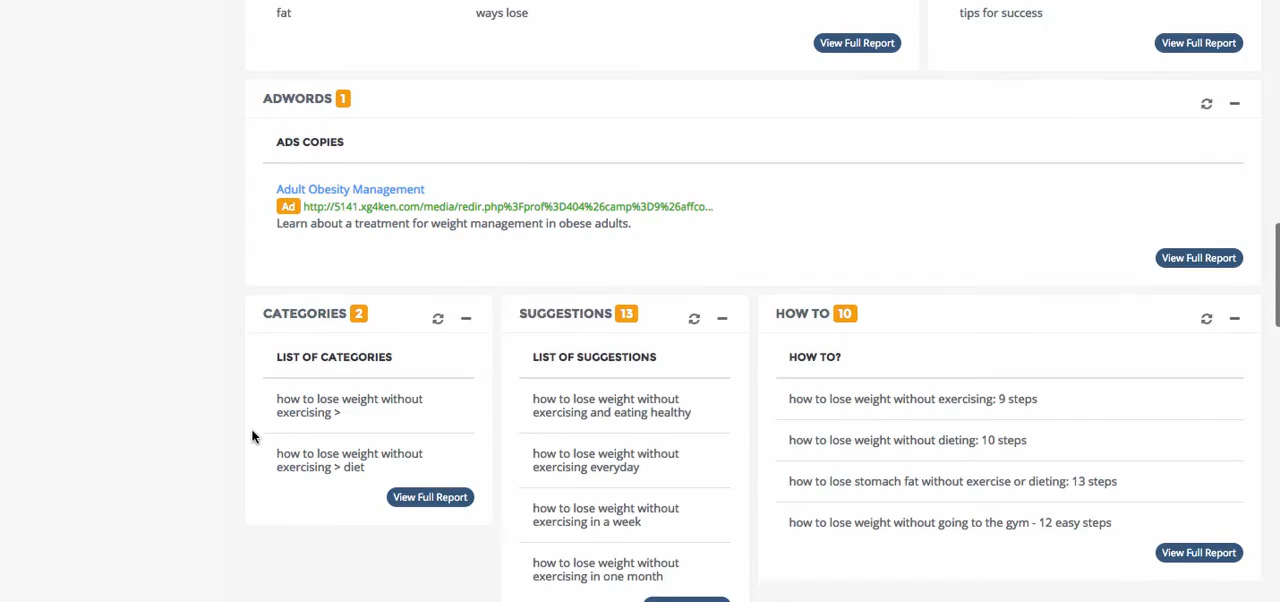 fat
ways lose
tips for success
View Full Report
View Full Report
ADWORDS 1
ADS COPIES
Adult Obesity Management
Ad http://5141.xg4ken.com/media/redir.php%3Fprof%3D404%26camp%3D9%26affco...
Learn about a treatment for weight management in obese adults.
View Full Report
CATEGORIES 2
LIST OF CATEGORIES
how to lose weight without
exercising >
how to lose weight without
exercising > diet
View Full Report
SUGGESTIONS 13
LIST OF SUGGESTIONS
how to lose weight without
exercising and eating healthy
how to lose weight without
exercising everyday
how to lose weight without
exercising in a week
how to lose weight without
exercising in one month
HOW TO 10
HOW TO?
how to lose weight without exercising: 9 steps
how to lose weight without dieting: 10 steps
how to lose stomach fat without exercise or dieting: 13 steps
how to lose weight without going to the gym - 12 easy steps
View Full Report